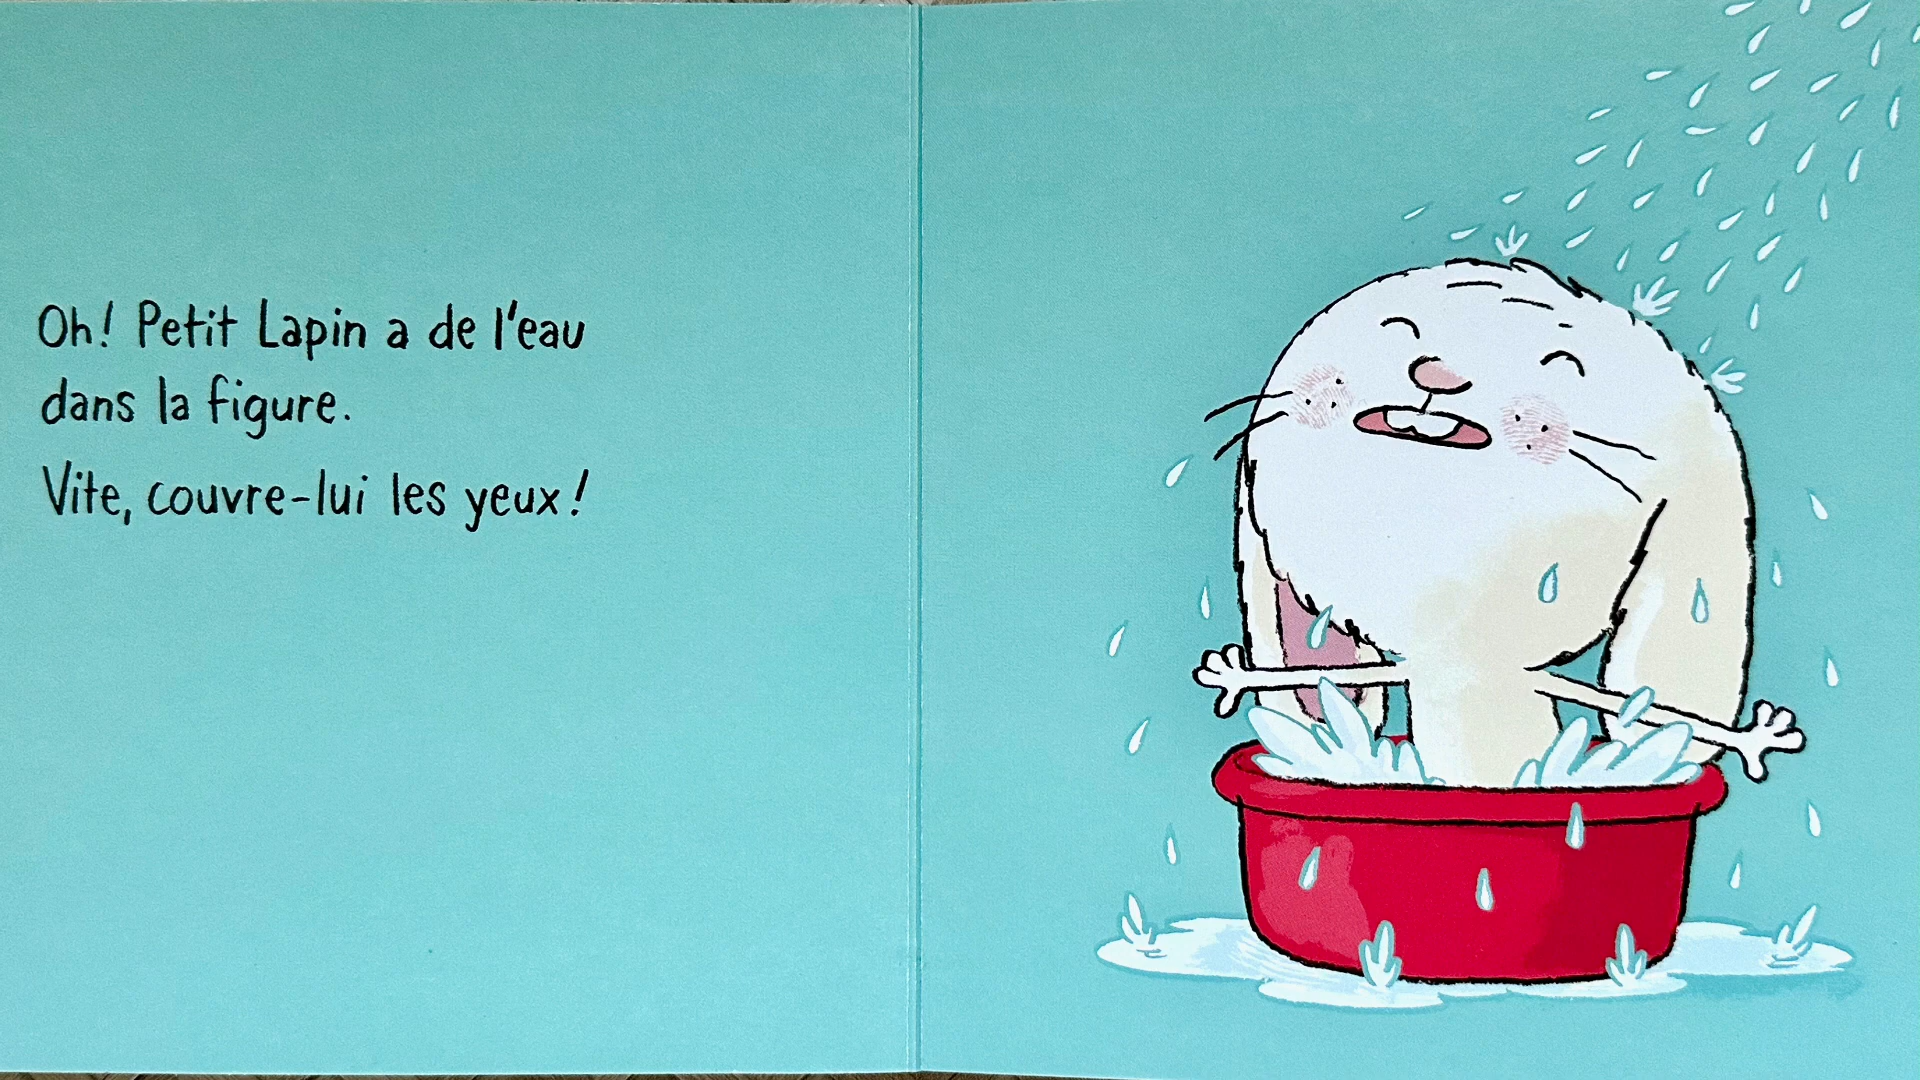 Oh! Petit Lapin a de l'eau
dans la figure.
Vite, couvre-lui les yeux!